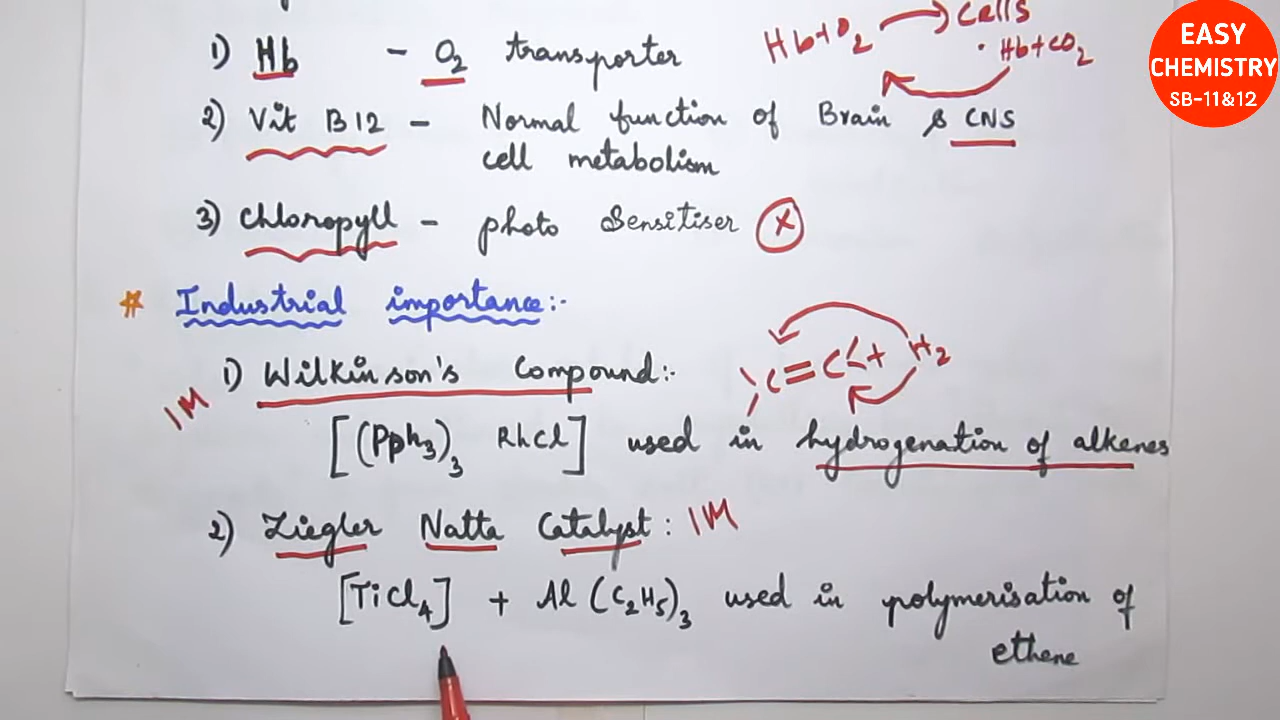 1) Hb - O2 transporter
Hb+O2 → cells
Hb+CO2
2) Vit B12 - Normal function of Brain & CNS
cell metabolism
3) Chloropyll - photo Sensitiser
# Industrial importance:-
1) Wilkinson's Compound:-
C=C + H2
1M
[(Pph3)3 RhCl] used in hydrogenation of alkenes
2) Ziegler Natta Catalyst: 1M
[TiCl4] + Al(C2H5)3 used in polymerisation of
ethene
EASY
CHEMISTRY
SB-11&12